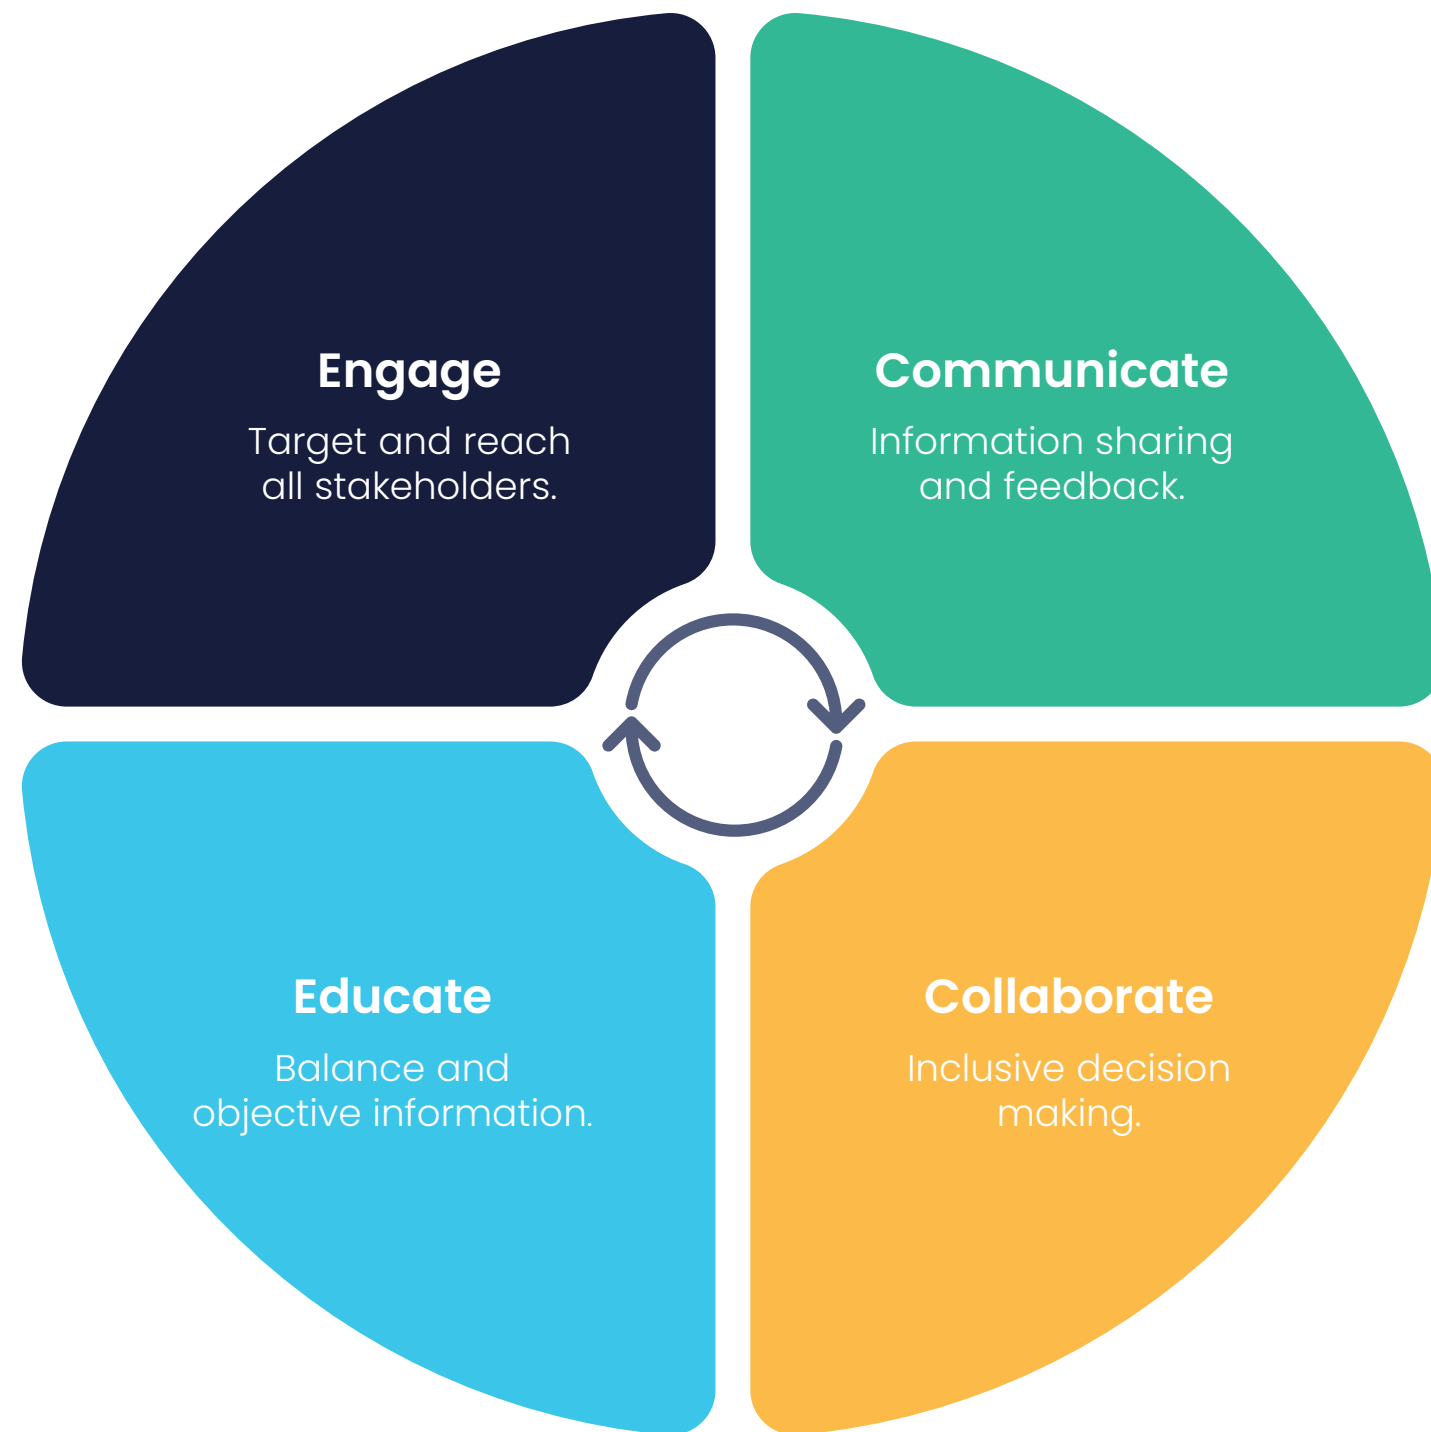 Engage
Target and reach
all stakeholders.
Communicate
Information sharing
and feedback.
Educate
Balance and
objective information.
Collaborate
Inclusive decision
making.